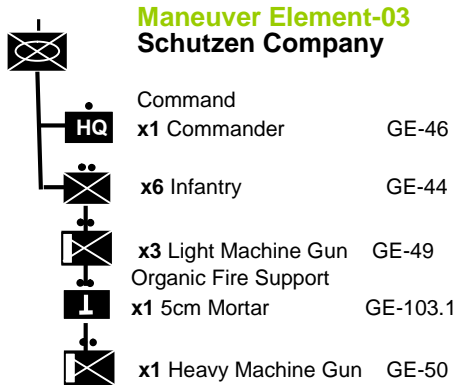 Maneuver Element-03
Schutzen Company
Command
HQ x1 Commander GE-46
x6 Infantry GE-44
x3 Light Machine Gun GE-49
Organic Fire Support
x1 5cm Mortar GE-103.1
x1 Heavy Machine Gun GE-50